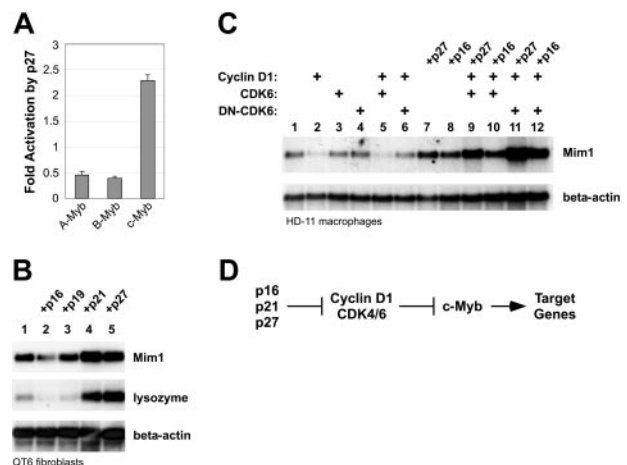 A
Fold Activation by p27
3
2.5
2
1.5
1
0.5
0
A-Myb
B-Myb
c-Myb
B
+p16 +p19 +p21 +p27
1 2 3 4 5
Mim1
lysozyme
beta-actin
QT6 fibroblasts
C
+p27 +p16 +p27 +p16 +p27 +p16
Cyclin D1: + + + + + + +
CDK6: + + + +
DN-CDK6: + + + +
1 2 3 4 5 6 7 8 9 10 11 12
Mim1
beta-actin
HD-11 macrophages
D
p16
p21
p27
Cyclin D1
CDK4/6
c-Myb
Target
Genes